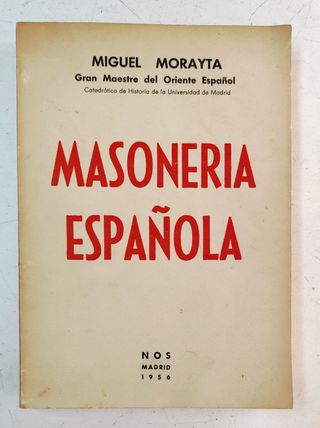 MIGUEL MORAYTA
Gran Maestre del Oriente Español
Catedrático de Historia de la Universidad de Madrid
MASONERIA
ESPAÑOLA
NOS
MADRID
1956